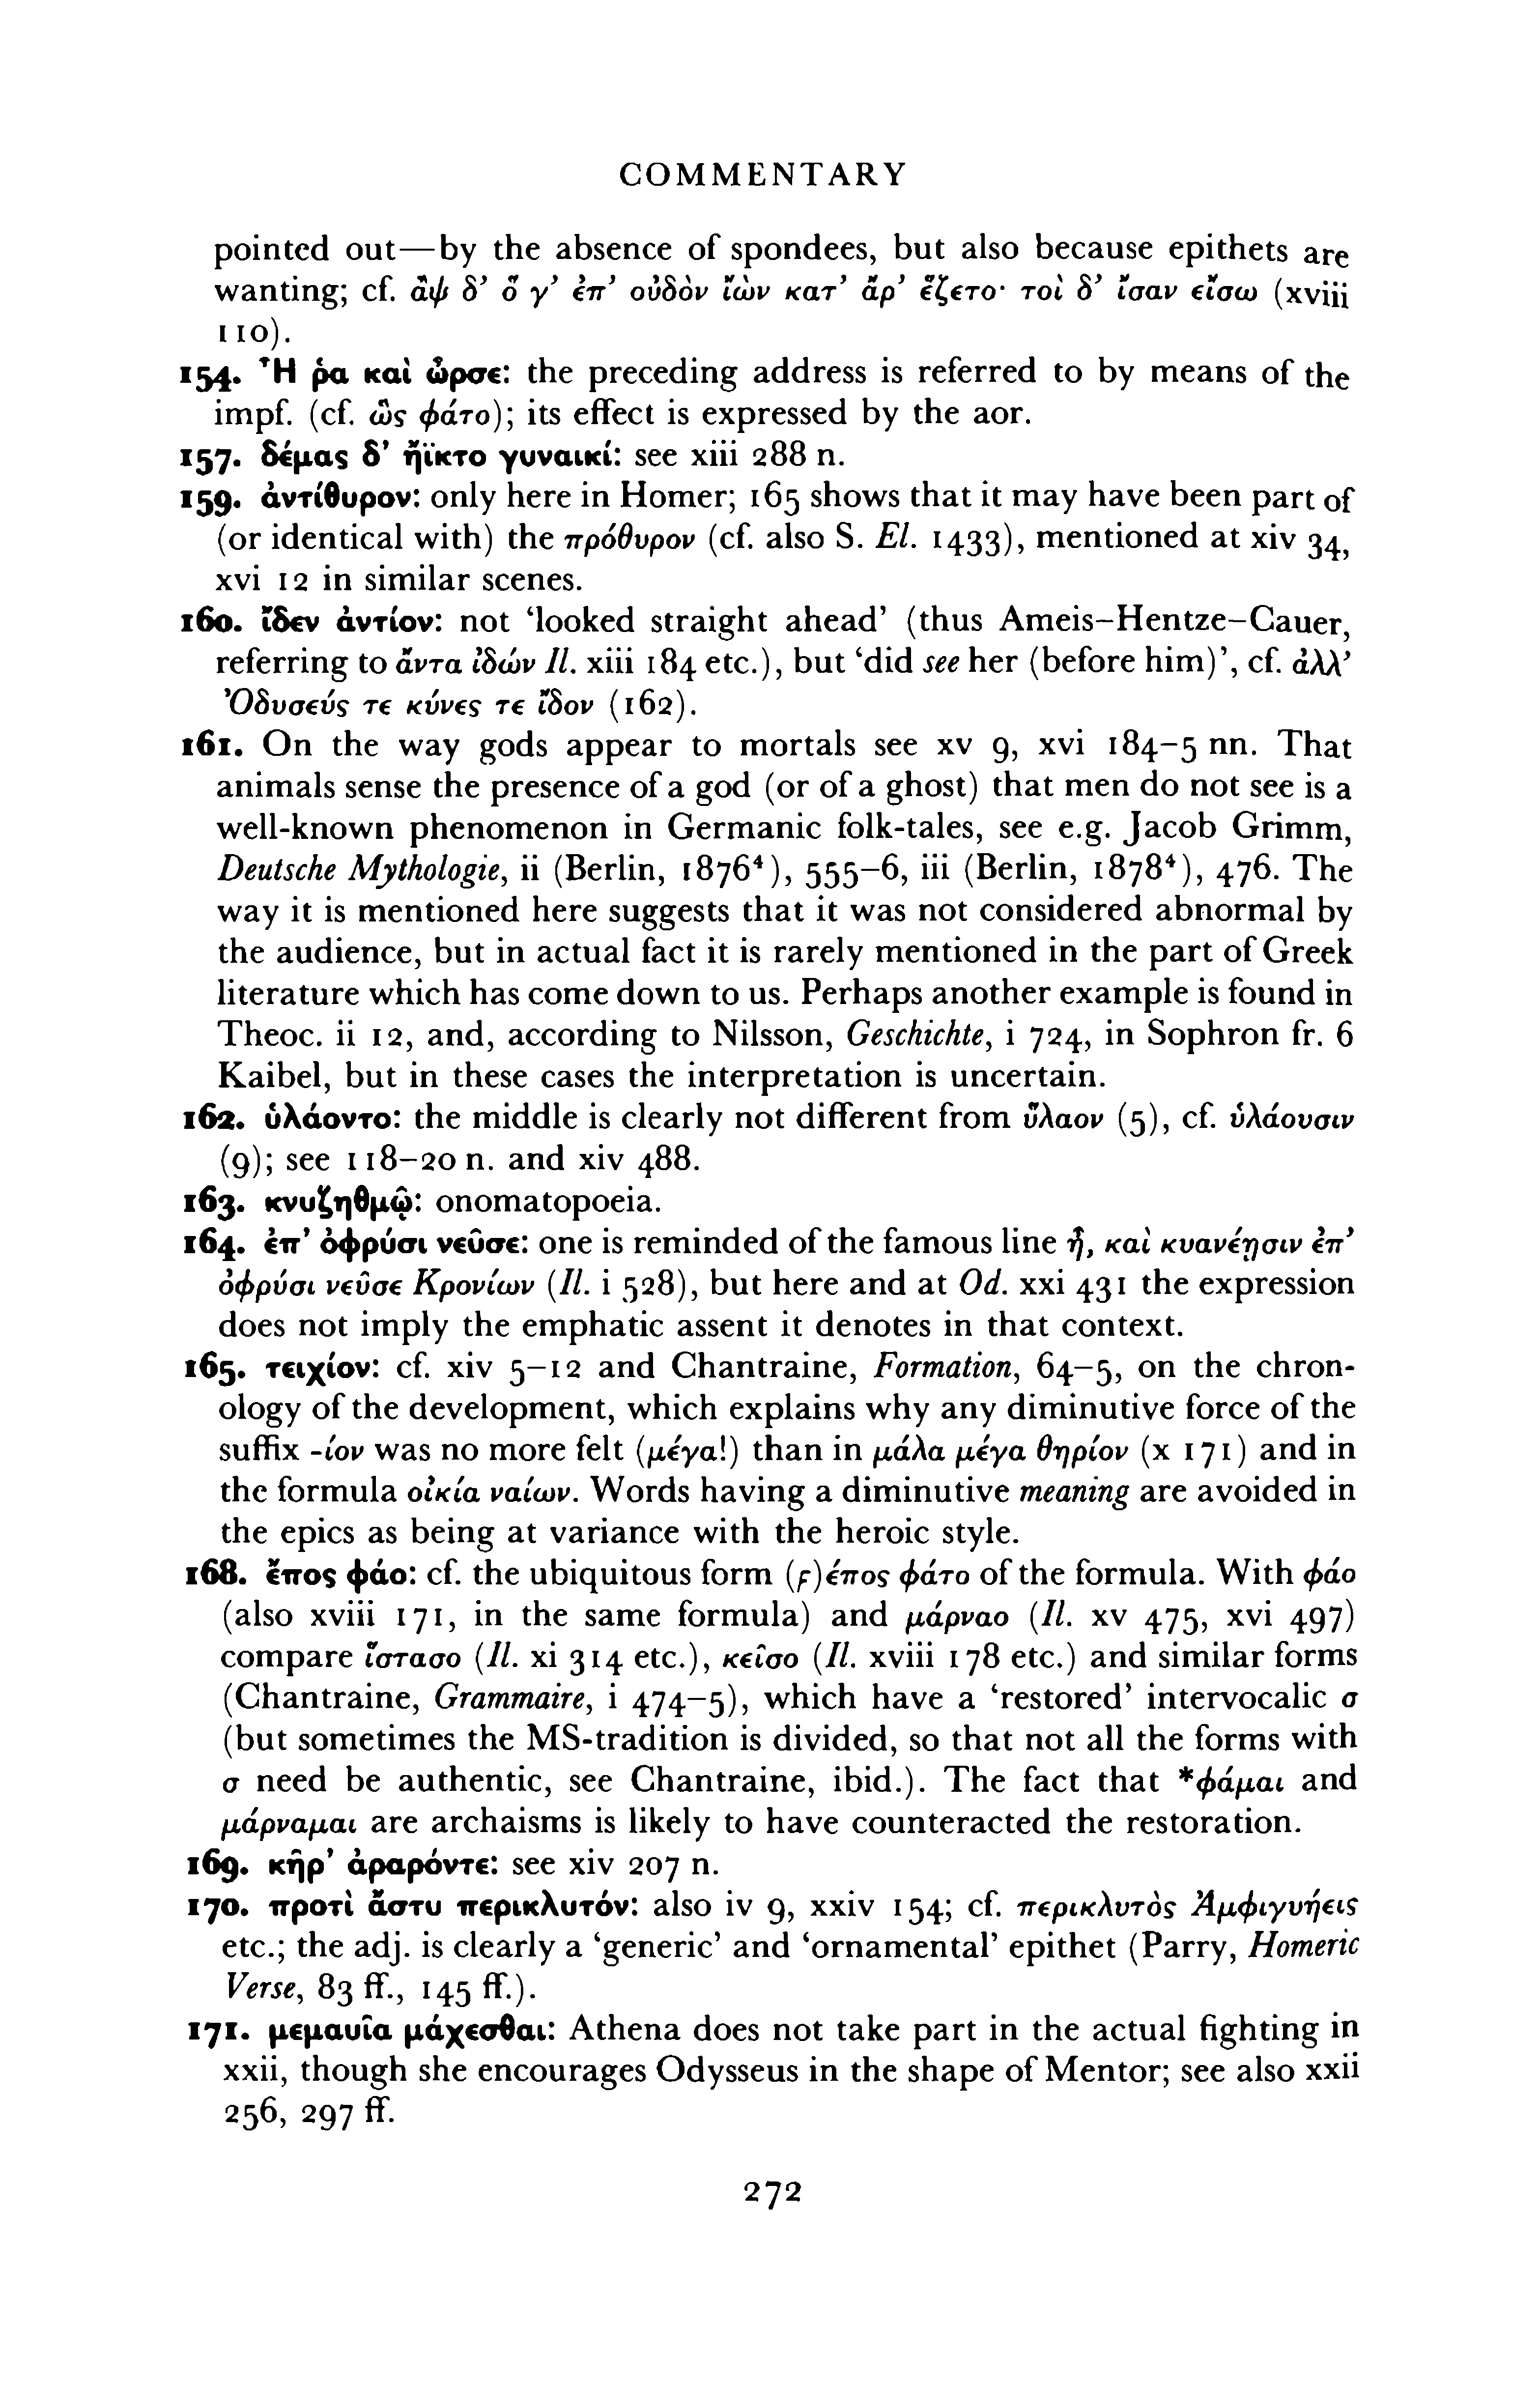 COMMENTARY
pointed out—by the absence of spondees, but also because epithets are
wanting; cf. ἂψ δ’ ὅ γ’ ἐπ’ οὐδὸν ἰὼν κατ’ ἄρ’ ἕζετο· τοὶ δ’ ἴσαν εἴσω (xviii
110).
154. Ἦ ῥα καὶ ὦρσε: the preceding address is referred to by means of the
impf. (cf. ὣς φάτο); its effect is expressed by the aor.
157. δέμας δ’ ἤϊκτο γυναικί: see xiii 288 n.
159. ἀντίθυρον: only here in Homer; 165 shows that it may have been part of
(or identical with) the πρόθυρον (cf. also S. El. 1433), mentioned at xiv 34,
xvi 12 in similar scenes.
160. ἴδεν ἀντίον: not ‘looked straight ahead’ (thus Ameis–Hentze–Cauer,
referring to ἄντα ἰδών Il. xiii 184 etc.), but ‘did see her (before him)’, cf. ἀλλ’
Ὀδυσεύς τε κύνες τε ἴδον (162).
161. On the way gods appear to mortals see xv 9, xvi 184–5 nn. That
animals sense the presence of a god (or of a ghost) that men do not see is a
well-known phenomenon in Germanic folk-tales, see e.g. Jacob Grimm,
Deutsche Mythologie, ii (Berlin, 1876⁴), 555–6, iii (Berlin, 1878⁴), 476. The
way it is mentioned here suggests that it was not considered abnormal by
the audience, but in actual fact it is rarely mentioned in the part of Greek
literature which has come down to us. Perhaps another example is found in
Theoc. ii 12, and, according to Nilsson, Geschichte, i 724, in Sophron fr. 6
Kaibel, but in these cases the interpretation is uncertain.
162. ὑλάοντο: the middle is clearly not different from ὕλαον (5), cf. ὑλάουσιν
(9); see 118–20 n. and xiv 488.
163. κνυζηθμῷ: onomatopoeia.
164. ἐπ’ ὀφρύσι νεῦσε: one is reminded of the famous line ἦ, καὶ κυανέῃσιν ἐπ’
ὀφρύσι νεῦσε Κρονίων (Il. i 528), but here and at Od. xxi 431 the expression
does not imply the emphatic assent it denotes in that context.
165. τειχίον: cf. xiv 5–12 and Chantraine, Formation, 64–5, on the chron-
ology of the development, which explains why any diminutive force of the
suffix -ίον was no more felt (μέγα!) than in μάλα μέγα θηρίον (x 171) and in
the formula οἰκία ναίων. Words having a diminutive meaning are avoided in
the epics as being at variance with the heroic style.
168. ἔπος φάο: cf. the ubiquitous form (ϝ)έπος φάτο of the formula. With φάο
(also xviii 171, in the same formula) and μάρναο (Il. xv 475, xvi 497)
compare ἵστασο (Il. xi 314 etc.), κεῖσο (Il. xviii 178 etc.) and similar forms
(Chantraine, Grammaire, i 474–5), which have a ‘restored’ intervocalic σ
(but sometimes the MS-tradition is divided, so that not all the forms with
σ need be authentic, see Chantraine, ibid.). The fact that *φάμαι and
μάρναμαι are archaisms is likely to have counteracted the restoration.
169. κῆρ’ ἀραρόντε: see xiv 207 n.
170. προτὶ ἄστυ περικλυτόν: also iv 9, xxiv 154; cf. περικλυτὸς Ἀμφιγυήεις
etc.; the adj. is clearly a ‘generic’ and ‘ornamental’ epithet (Parry, Homeric
Verse, 83 ff., 145 ff.).
171. μεμαυῖα μάχεσθαι: Athena does not take part in the actual fighting in
xxii, though she encourages Odysseus in the shape of Mentor; see also xxii
256, 297 ff.
272